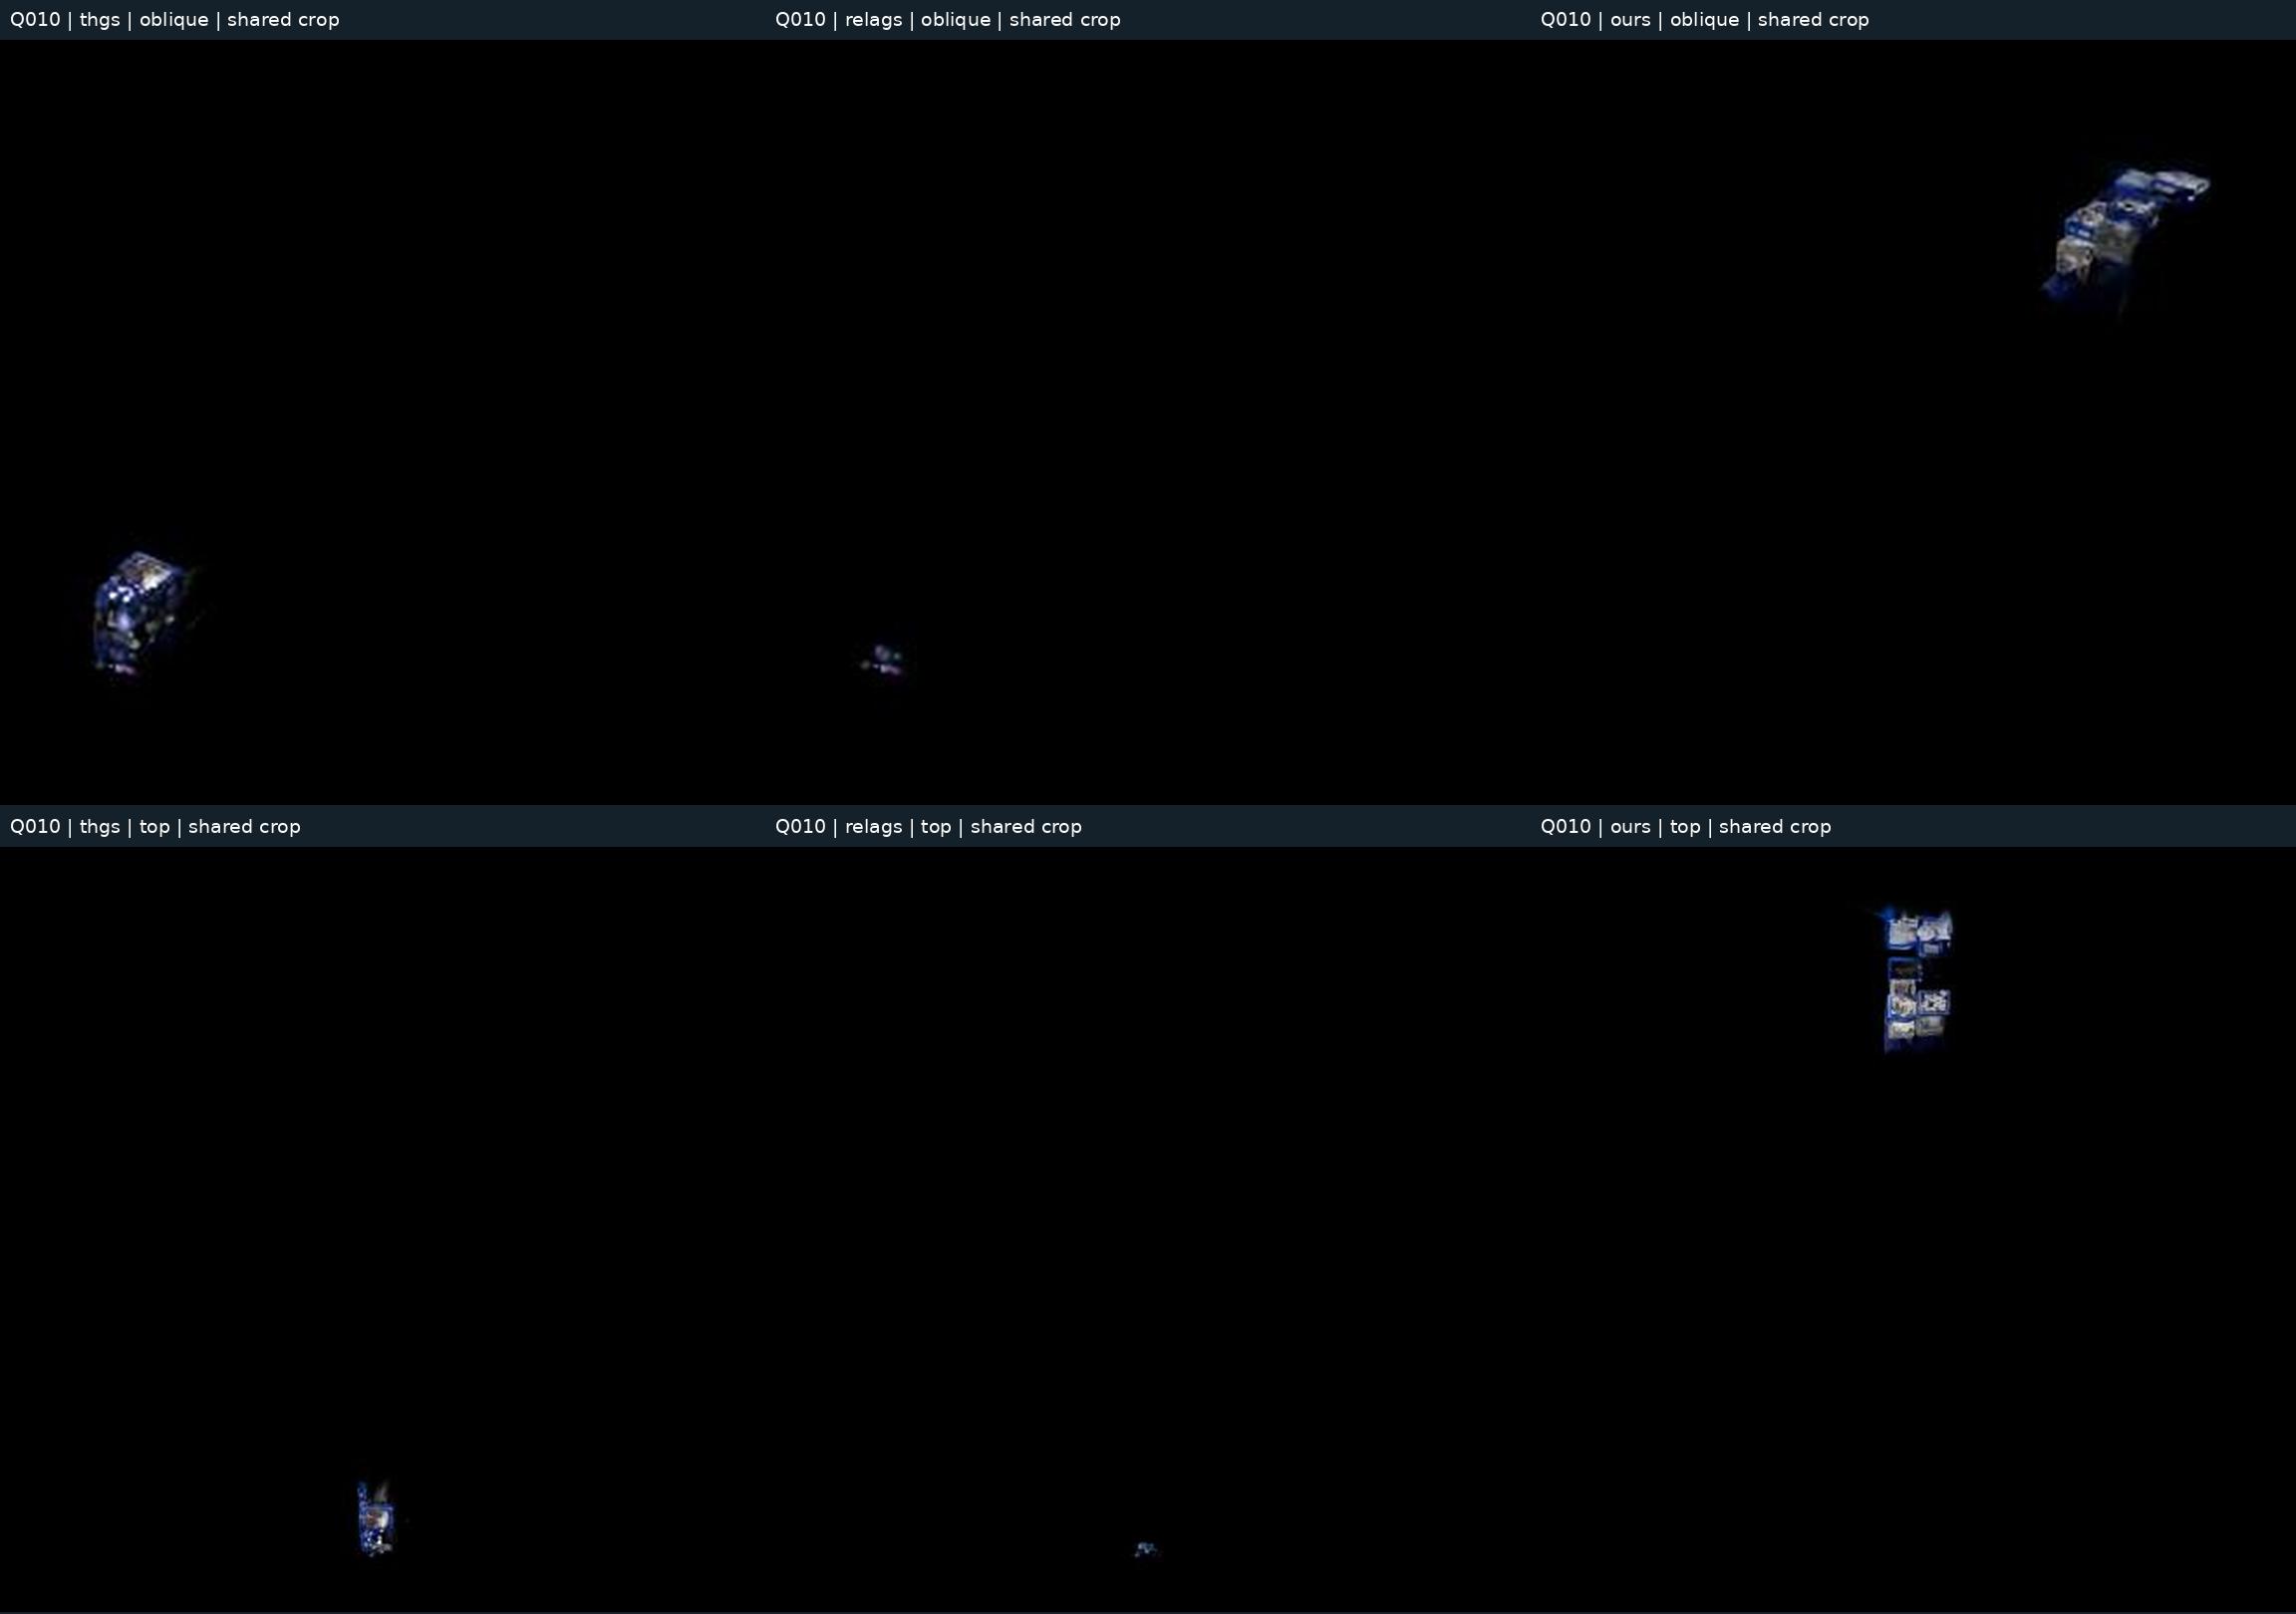 Q010 | thgs | oblique | shared crop
Q010 | relags | oblique | shared crop
Q010 | ours | oblique | shared crop
Q010 | thgs | top | shared crop
Q010 | relags | top | shared crop
Q010 | ours | top | shared crop